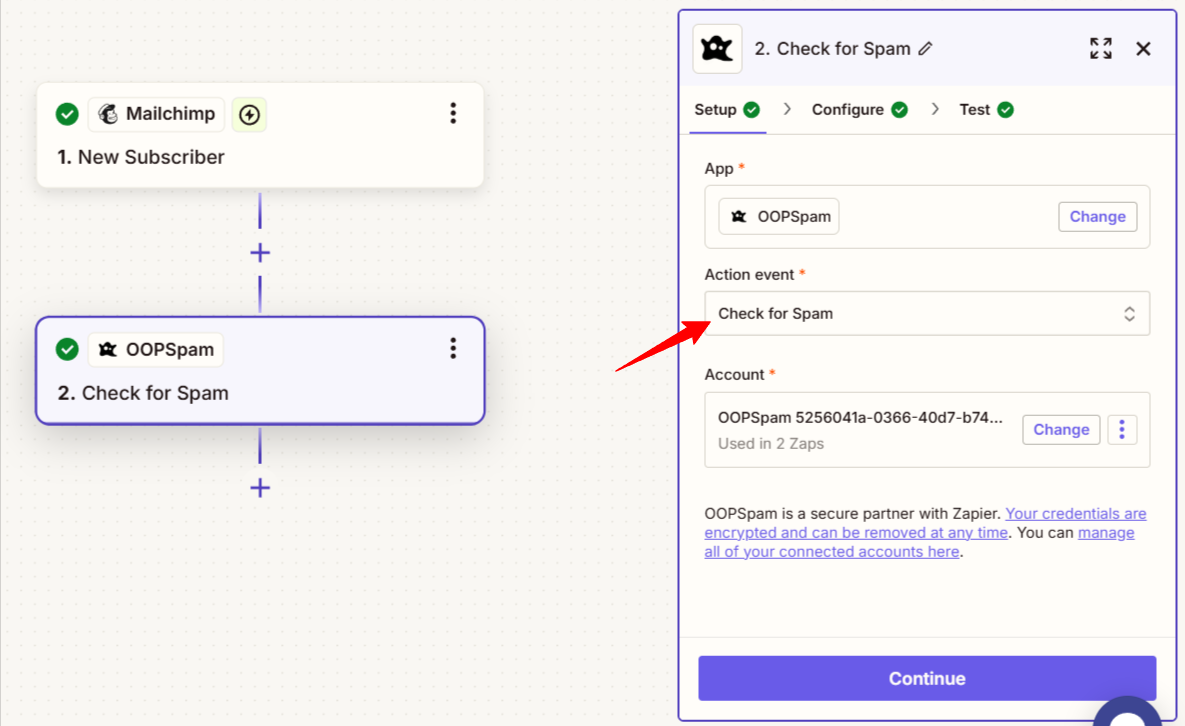 Mailchimp
1. New Subscriber
OOPSpam
2. Check for Spam
2. Check for Spam
Setup
Configure
Test
App *
OOPSpam
Change
Action event *
Check for Spam
Account *
OOPSpam 5256041a-0366-40d7-b74...
Used in 2 Zaps
Change
OOPSpam is a secure partner with Zapier. Your credentials are
encrypted and can be removed at any time. You can manage
all of your connected accounts here.
Continue